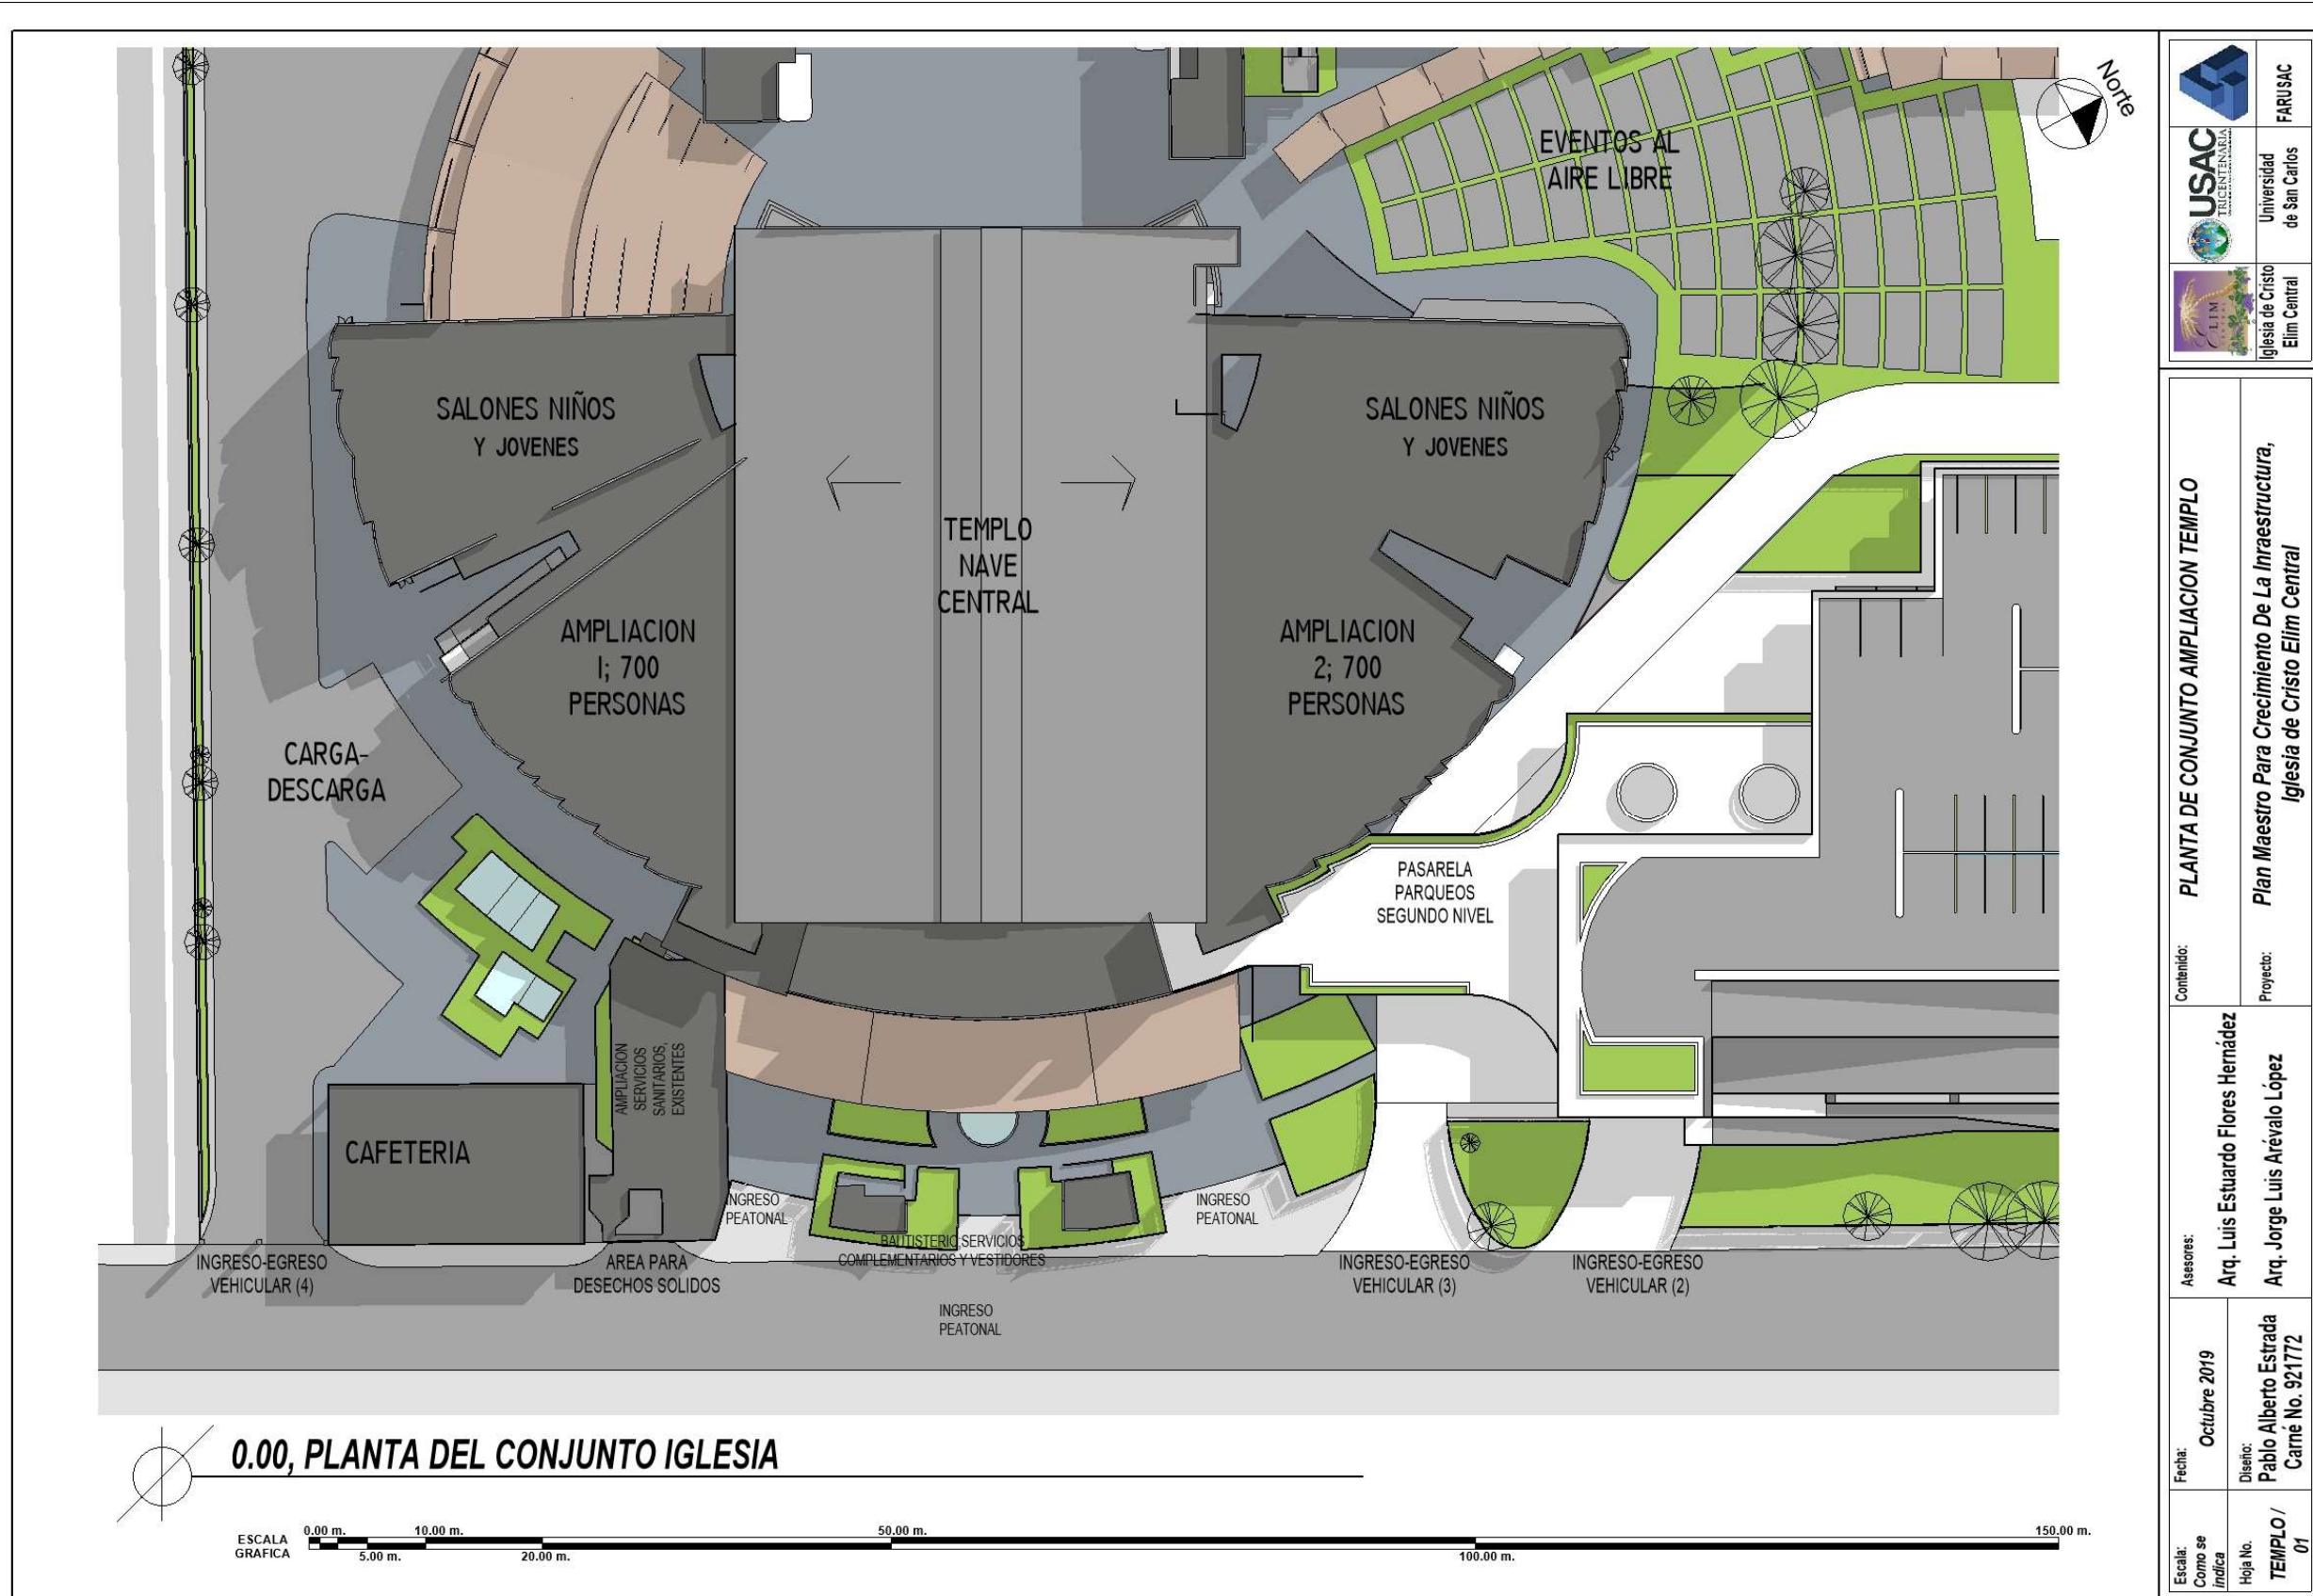 Norte
EVENTOS AL
AIRE LIBRE
SALONES NIÑOS
Y JOVENES
SALONES NIÑOS
Y JOVENES
TEMPLO
NAVE
CENTRAL
AMPLIACION
1; 700
PERSONAS
AMPLIACION
2; 700
PERSONAS
CARGA-
DESCARGA
PASARELA
PARQUEOS
SEGUNDO NIVEL
AMPLIACION
SERVICIOS
SANITARIOS,
EXISTENTES
CAFETERIA
INGRESO
PEATONAL
INGRESO
PEATONAL
BAUTISTERIO SERVICIOS
COMPLEMENTARIOS Y VESTIDORES
INGRESO-EGRESO
VEHICULAR (4)
AREA PARA
DESECHOS SOLIDOS
INGRESO-EGRESO
VEHICULAR (3)
INGRESO-EGRESO
VEHICULAR (2)
INGRESO
PEATONAL
0.00, PLANTA DEL CONJUNTO IGLESIA
ESCALA
GRAFICA
0.00 m.
5.00 m.
10.00 m.
20.00 m.
50.00 m.
100.00 m.
150.00 m.
FARUSAC
USAC
TRICENTENARIA
Universidad
de San Carlos
ELIM
Iglesia de Cristo
Elim Central
Contenido:
PLANTA DE CONJUNTO AMPLIACION TEMPLO
Proyecto:
Plan Maestro Para Crecimiento De La Inraestructura,
Iglesia de Cristo Elim Central
Asesores:
Arq. Luis Estuardo Flores Hernádez
Arq. Jorge Luis Arévalo López
Fecha:
Octubre 2019
Diseño:
Pablo Alberto Estrada
Carné No. 921772
Escala:
Como se
indica
Hoja No.
TEMPLO /
01